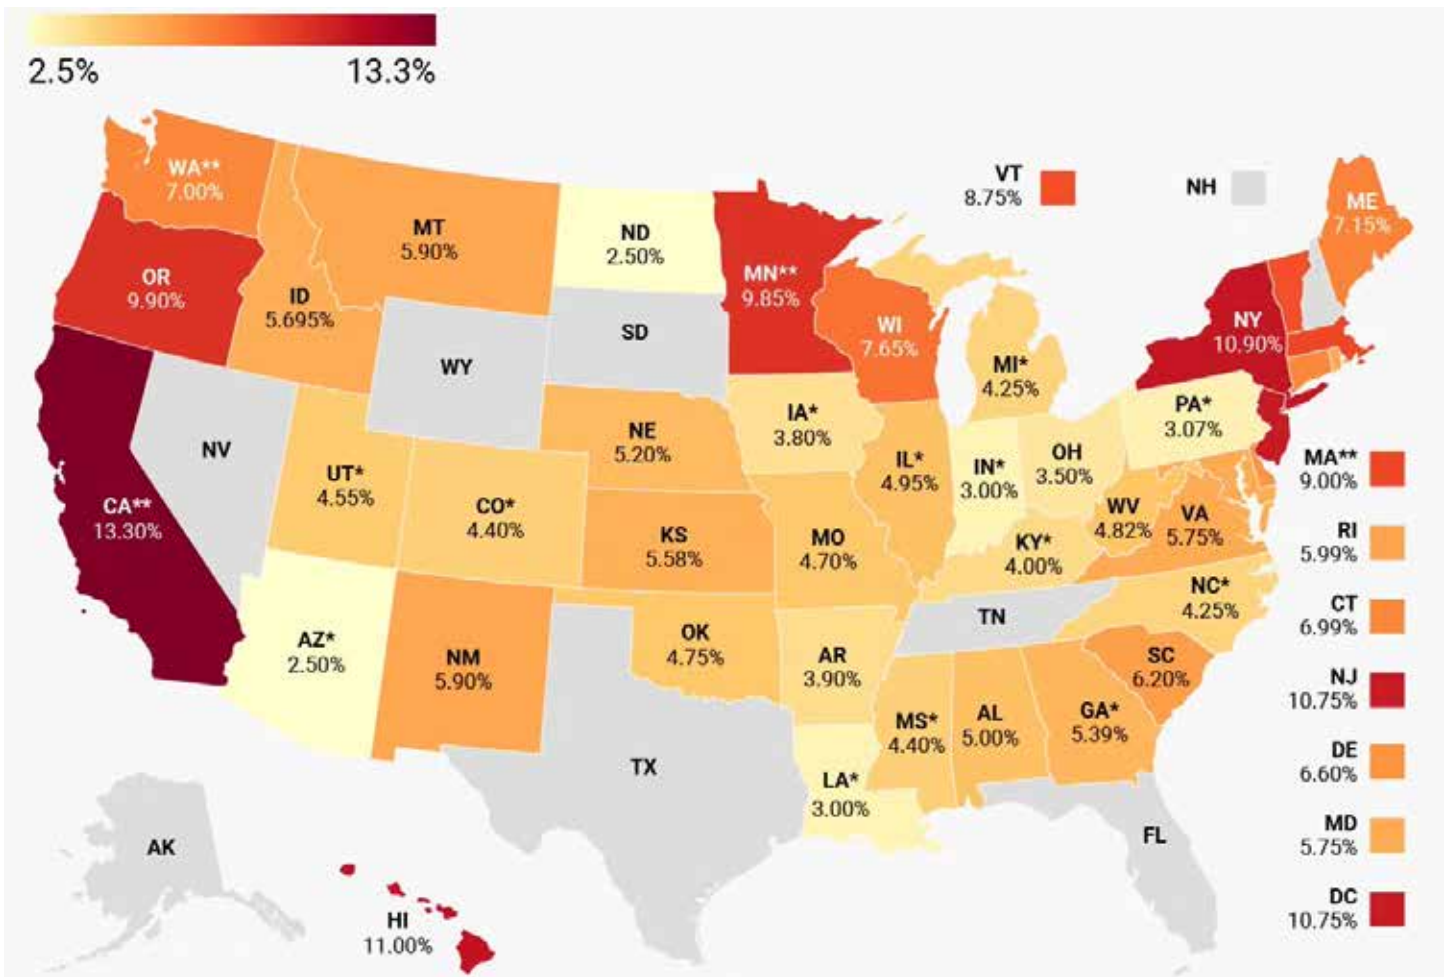 2.5%
13.3%
WA**
7.00%
OR
9.90%
CA**
13.30%
ID
5.695%
MT
5.90%
WY
NV
UT*
4.55%
CO*
4.40%
AZ*
2.50%
NM
5.90%
ND
2.50%
SD
NE
5.20%
KS
5.58%
OK
4.75%
TX
MN**
9.85%
IA*
3.80%
MO
4.70%
AR
3.90%
LA*
3.00%
WI
7.65%
IL*
4.95%
MI*
4.25%
IN*
3.00%
OH
3.50%
KY*
4.00%
TN
MS*
4.40%
AL
5.00%
GA*
5.39%
FL
SC
6.20%
NC*
4.25%
WV
4.82%
VA
5.75%
PA*
3.07%
NY
10.90%
ME
7.15%
VT
8.75%
NH
MA**
9.00%
RI
5.99%
CT
6.99%
NJ
10.75%
DE
6.60%
MD
5.75%
DC
10.75%
AK
HI
11.00%